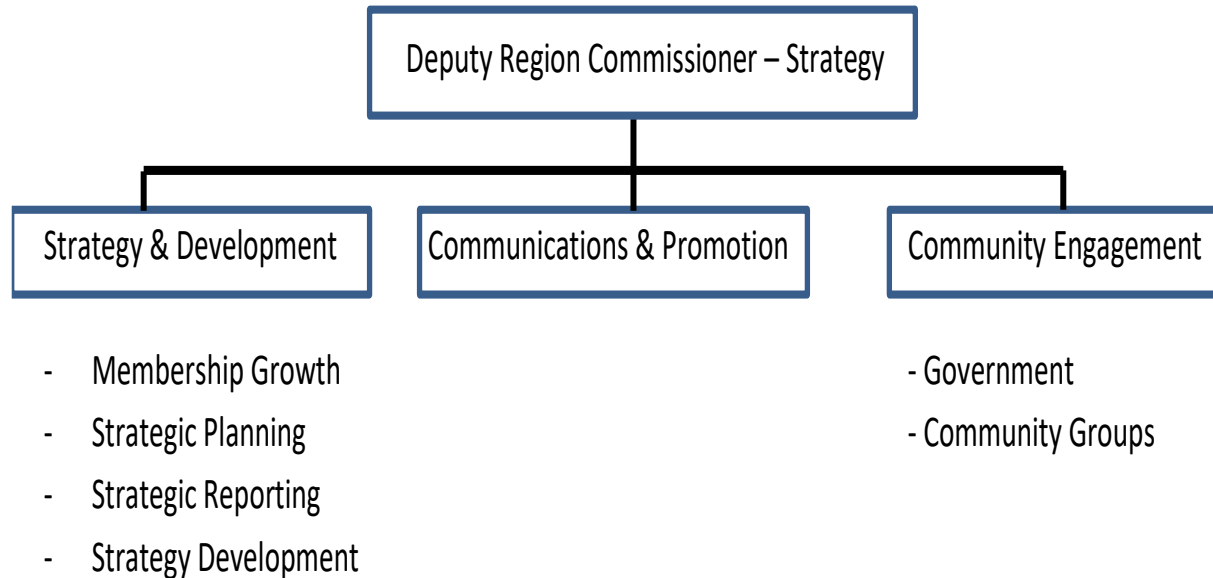 Deputy Region Commissioner – Strategy
Strategy & Development
Communications & Promotion
Community Engagement
- Membership Growth
- Strategic Planning
- Strategic Reporting
- Strategy Development
- Government
- Community Groups